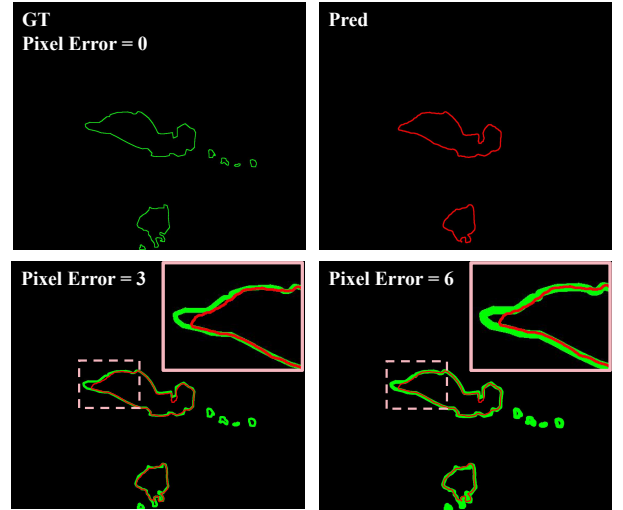 GT
Pixel Error = 0
Pred
Pixel Error = 3
Pixel Error = 6